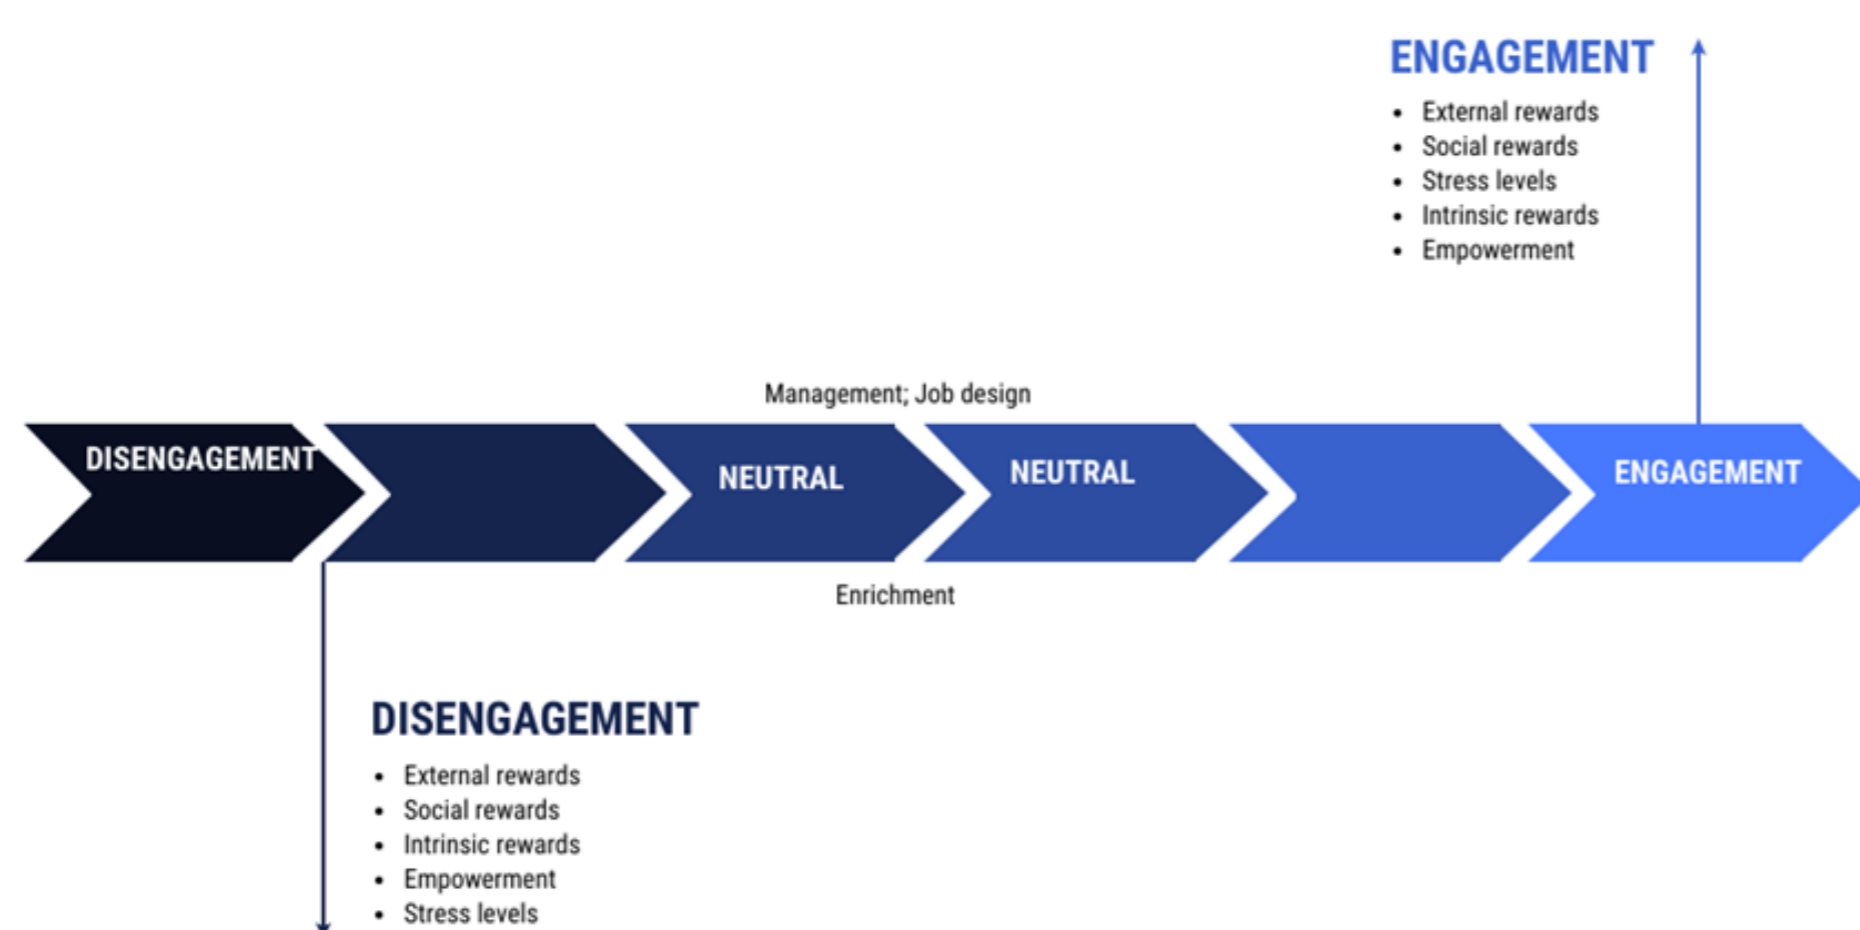 ENGAGEMENT
• External rewards
• Social rewards
• Stress levels
• Intrinsic rewards
• Empowerment
Management; Job design
DISENGAGEMENT
NEUTRAL
NEUTRAL
ENGAGEMENT
Enrichment
DISENGAGEMENT
• External rewards
• Social rewards
• Intrinsic rewards
• Empowerment
• Stress levels